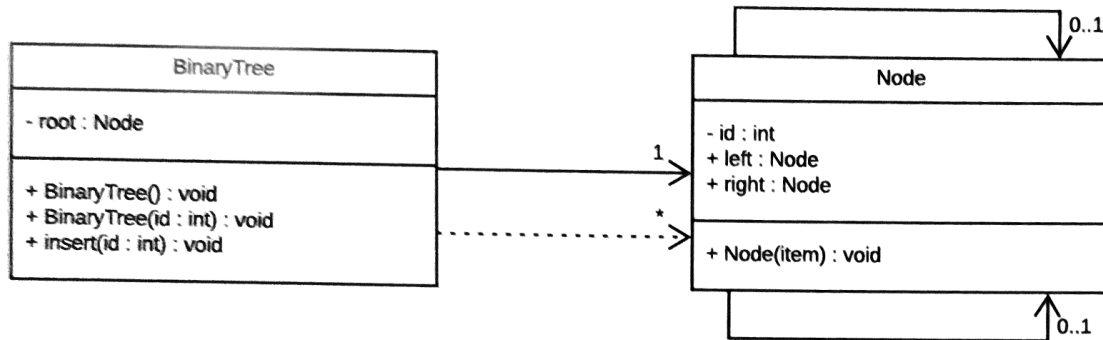 BinaryTree
- root : Node
+ BinaryTree() : void
+ BinaryTree(id : int) : void
+ insert(id : int) : void
1
*
0..1
Node
- id : int
+ left : Node
+ right : Node
+ Node(item) : void
0..1